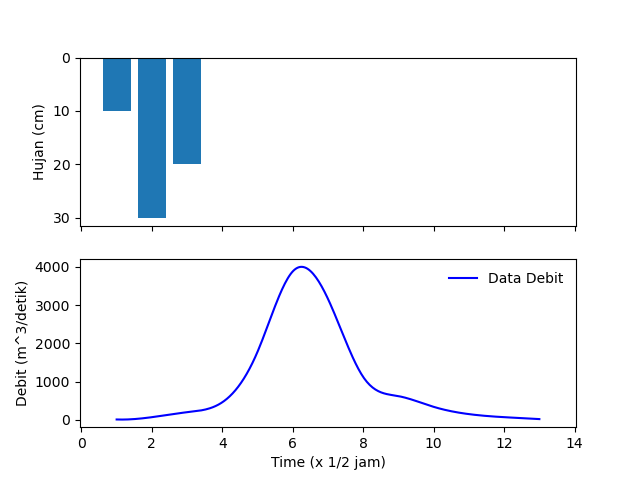 0
10
20
30
Hujan (cm)
4000
3000
2000
1000
0
Debit (m^3/detik)
Data Debit
0 2 4 6 8 10 12 14
Time (x 1/2 jam)